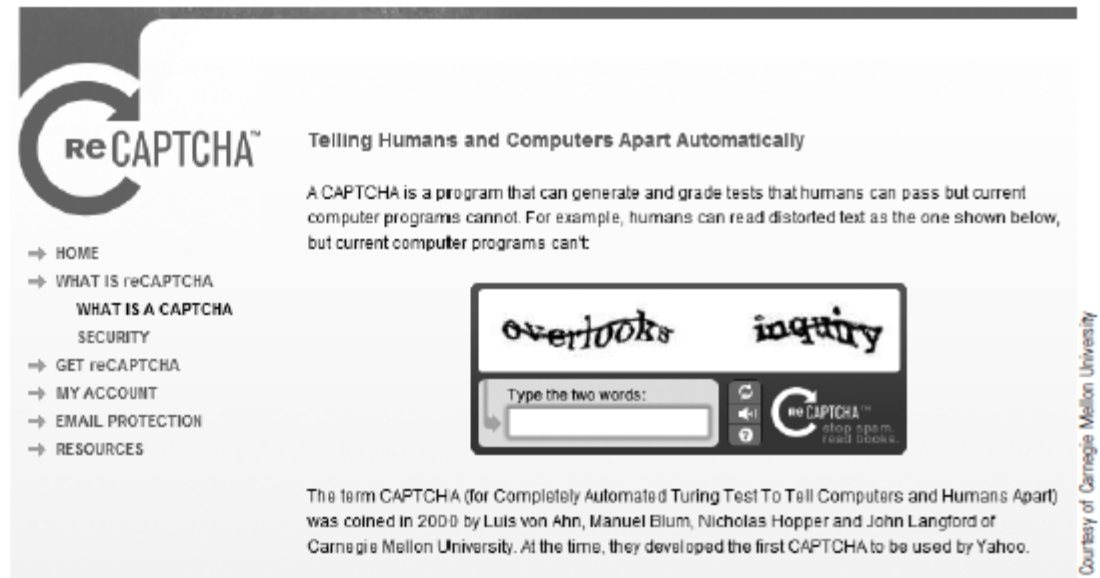 reCAPTCHA™
HOME
WHAT IS reCAPTCHA
WHAT IS A CAPTCHA
SECURITY
GET reCAPTCHA
MY ACCOUNT
EMAIL PROTECTION
RESOURCES
Telling Humans and Computers Apart Automatically
A CAPTCHA is a program that can generate and grade tests that humans can pass but current
computer programs cannot. For example, humans can read distorted text as the one shown below,
but current computer programs can't:
overlooks inquiry
Type the two words:
reCAPTCHA™
stop spam.
read books.
The term CAPTCHA (for Completely Automated Turing Test To Tell Computers and Humans Apart)
was coined in 2000 by Luis von Ahn, Manuel Blum, Nicholas Hopper and John Langford of
Carnegie Mellon University. At the time, they developed the first CAPTCHA to be used by Yahoo.
Courtesy of Carnegie Mellon University